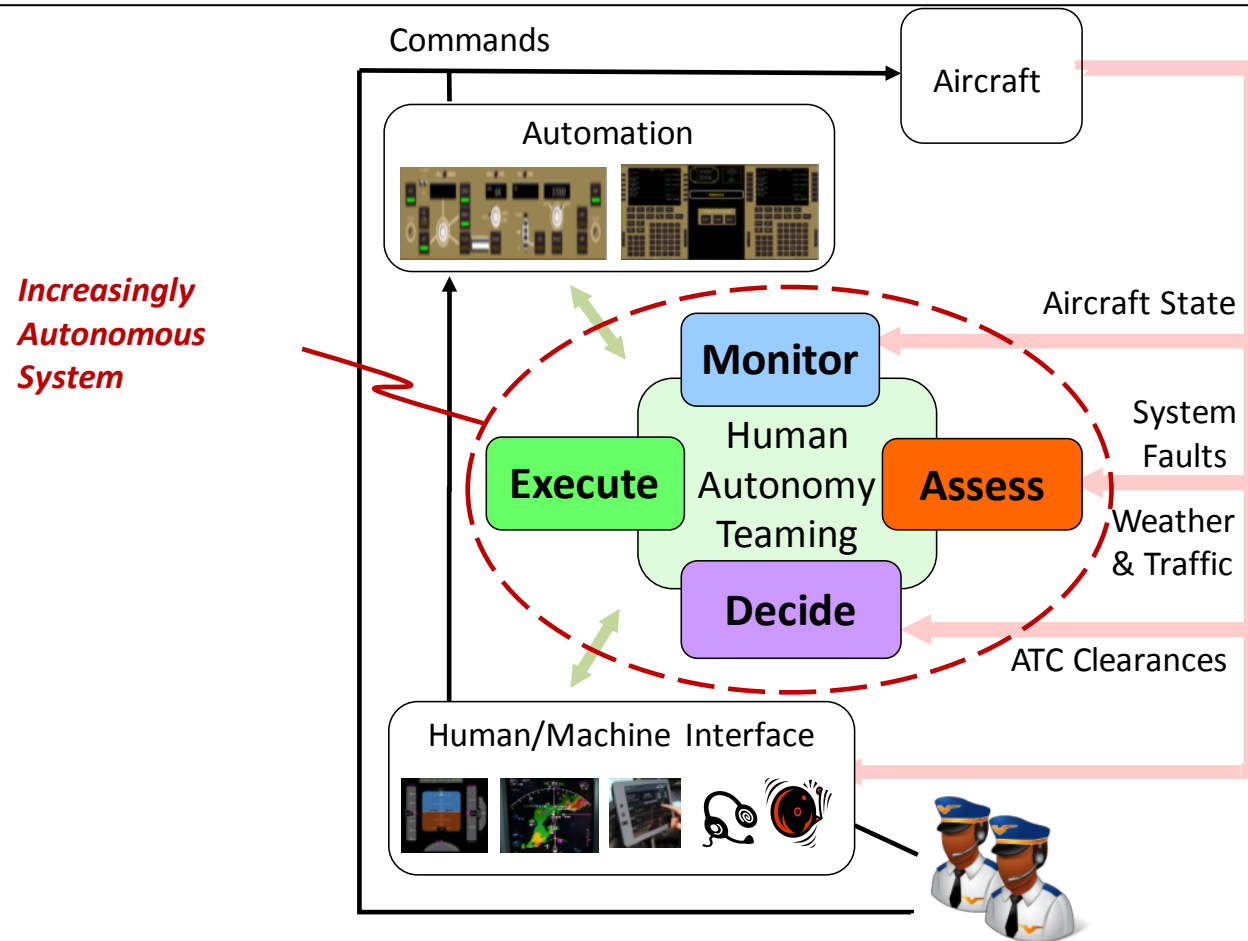 Commands
Aircraft
Automation
Increasingly
Autonomous
System
Aircraft State
Monitor
System
Faults
Human
Autonomy
Teaming
Execute
Assess
Weather
& Traffic
Decide
ATC Clearances
Human/Machine Interface